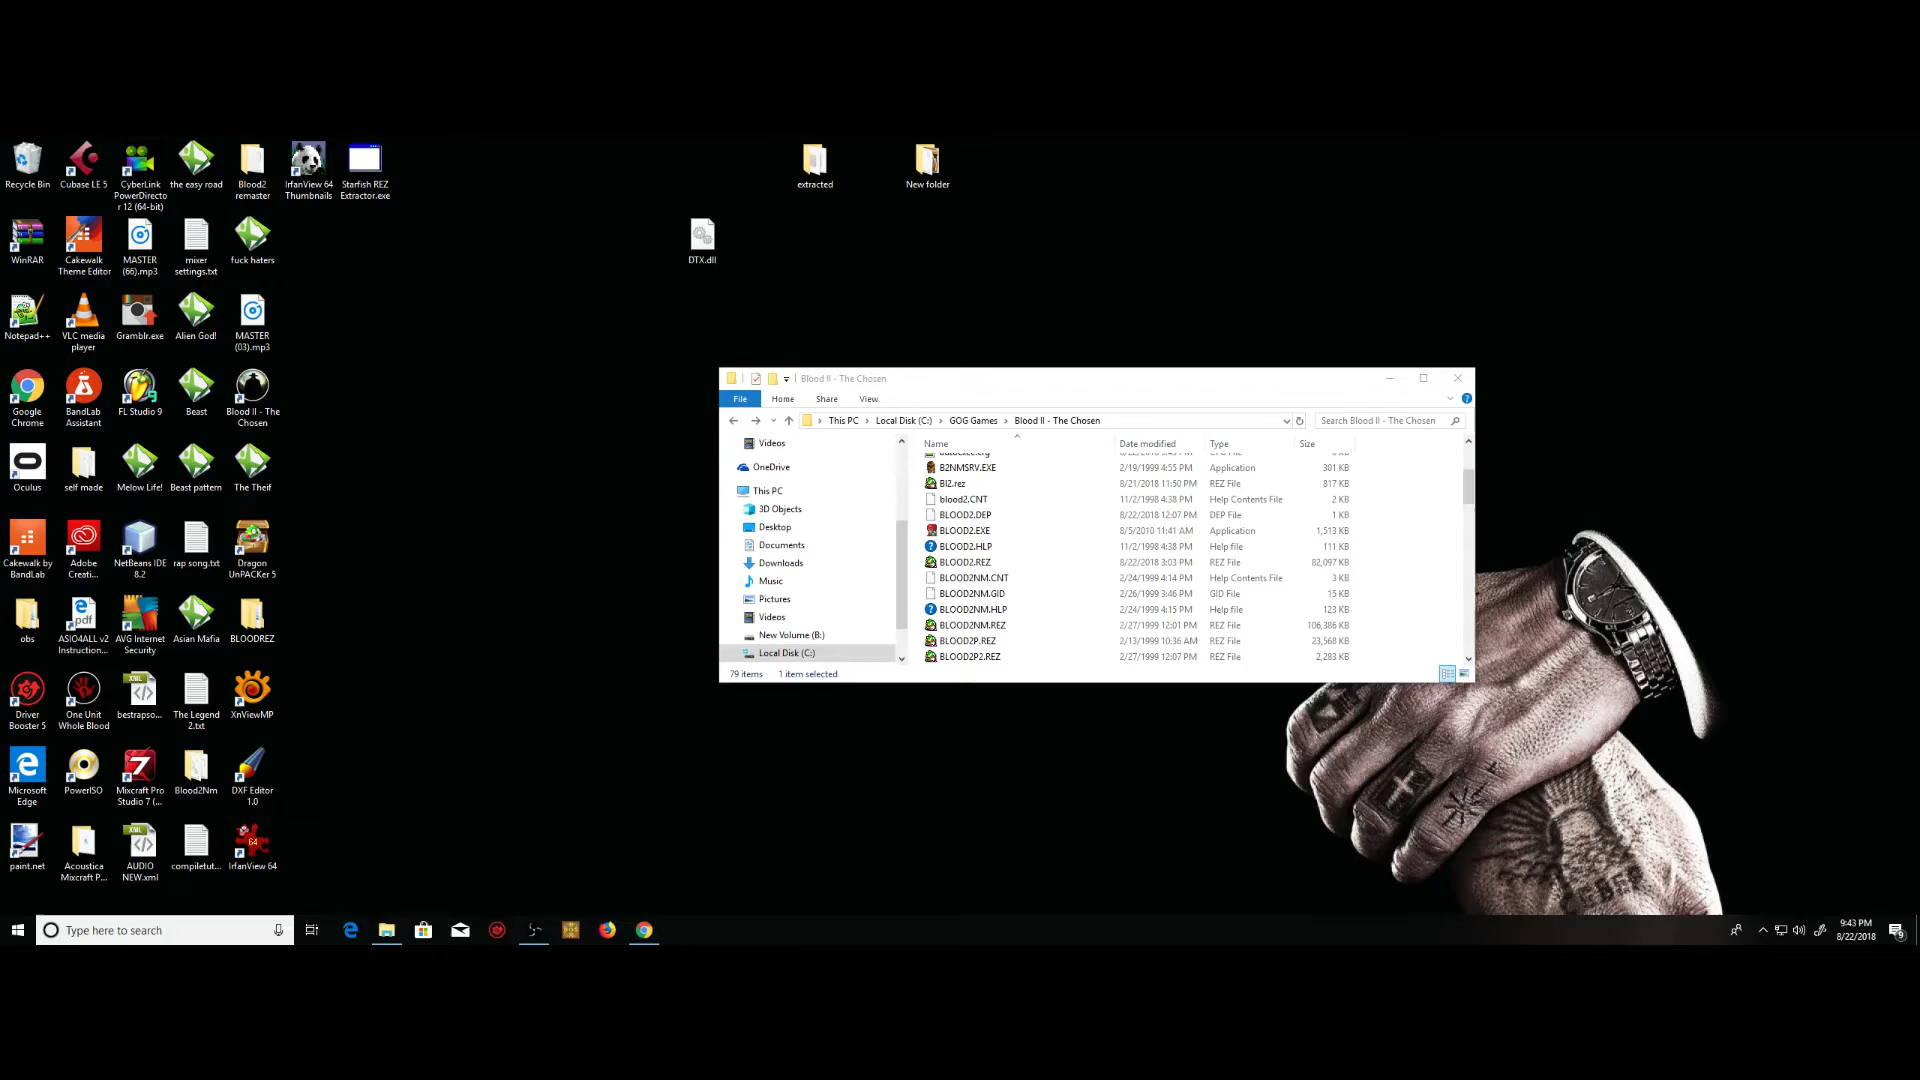 Recycle Bin
Cubase LE 5
CyberLink
PowerDirecto
r 12 (64-bit)
the easy road
Blood2
remaster
IrfanView 64
Thumbnails
Starfish REZ
Extractor.exe
extracted
New folder
WinRAR
Cakewalk
Theme Editor
MASTER
(66).mp3
mixer
settings.txt
fuck haters
DTX.dll
Notepad++
VLC media
player
Gramblr.exe
Alien God!
MASTER
(03).mp3
Google
Chrome
BandLab
Assistant
FL Studio 9
Beast
Blood II - The
Chosen
Oculus
self made
Melow Life!
Beast pattern
The Theif
Cakewalk by
BandLab
Adobe
Creati...
NetBeans IDE
8.2
rap song.txt
Dragon
UnPACKer 5
obs
ASIO4ALL v2
Instruction...
AVG Internet
Security
Asian Mafia
BLOODREZ
Driver
Booster 5
One Unit
Whole Blood
bestrapso...
The Legend
2.txt
XnViewMP
Microsoft
Edge
PowerISO
Mixcraft Pro
Studio 7 (...
Blood2Nm
DXF Editor
1.0
paint.net
Acoustica
Mixcraft P...
AUDIO
NEW.xml
compiletut...
IrfanView 64
Blood II - The Chosen
File Home Share View
This PC Local Disk (C:) GOG Games Blood II - The Chosen
Search Blood II - The Chosen
Videos
OneDrive
This PC
3D Objects
Desktop
Documents
Downloads
Music
Pictures
Videos
New Volume (B:)
Local Disk (C:)
Name Date modified Type Size
B2NMSRV.EXE 2/19/1999 4:55 PM Application 301 KB
Bl2.rez 8/21/2018 11:50 PM REZ File 817 KB
blood2.CNT 11/2/1998 4:38 PM Help Contents File 2 KB
BLOOD2.DEP 8/22/2018 12:07 PM DEP File 1 KB
BLOOD2.EXE 8/5/2010 11:41 AM Application 1,513 KB
BLOOD2.HLP 11/2/1998 4:38 PM Help file 111 KB
BLOOD2.REZ 8/22/2018 3:03 PM REZ File 82,097 KB
BLOOD2NM.CNT 2/24/1999 4:14 PM Help Contents File 3 KB
BLOOD2NM.GID 2/26/1999 3:46 PM GID File 15 KB
BLOOD2NM.HLP 2/24/1999 4:15 PM Help file 123 KB
BLOOD2NM.REZ 2/27/1999 12:01 PM REZ File 106,386 KB
BLOOD2P.REZ 2/13/1999 10:36 AM REZ File 23,568 KB
BLOOD2P2.REZ 2/27/1999 12:07 PM REZ File 2,283 KB
79 items 1 item selected
Type here to search
9:43 PM
8/22/2018